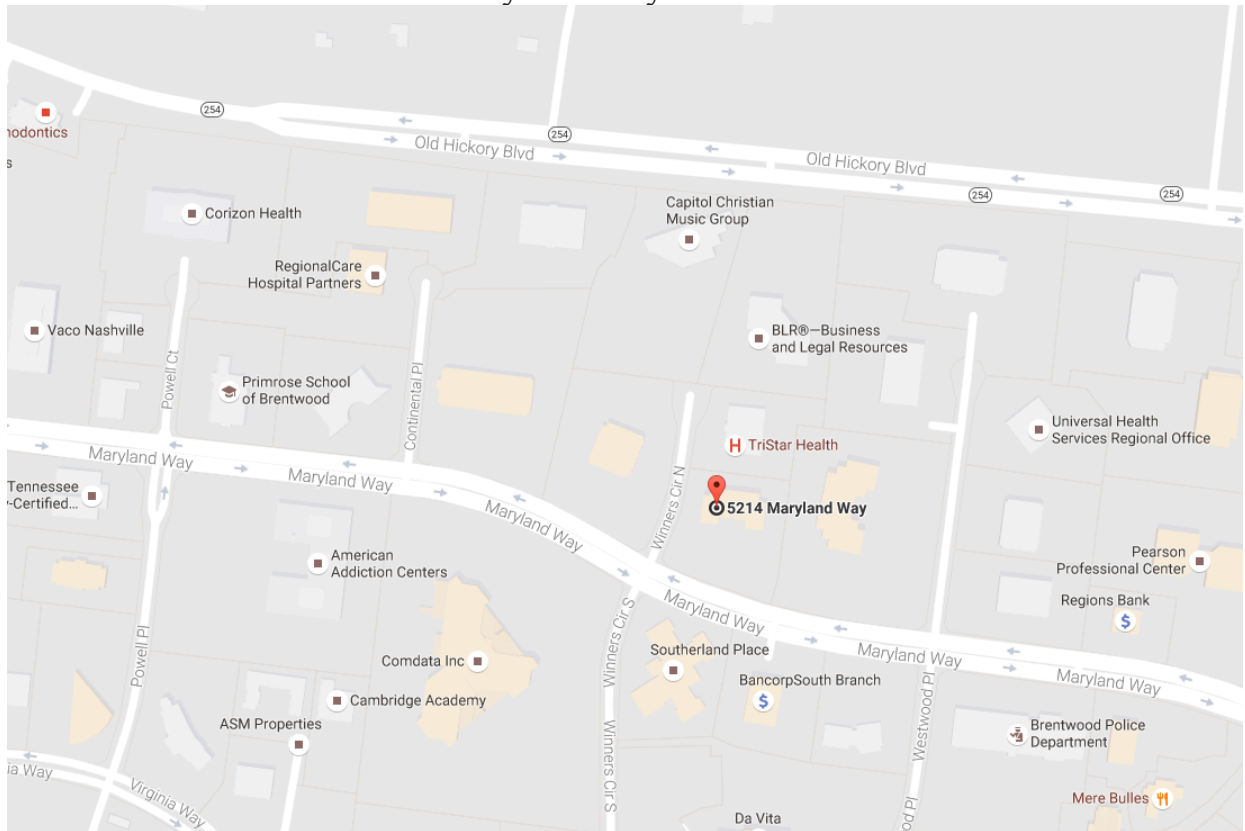 254
Old Hickory Blvd
254
Old Hickory Blvd
254
254
nodontics
s
Corizon Health
Capitol Christian
Music Group
RegionalCare
Hospital Partners
Vaco Nashville
BLR®—Business
and Legal Resources
Powell Ct
Continental Pl
Primrose School
of Brentwood
Universal Health
Services Regional Office
H TriStar Health
Maryland Way
Maryland Way
Maryland Way
Winners Cir N
5214 Maryland Way
Tennessee
y-Certified...
American
Addiction Centers
Pearson
Professional Center
Regions Bank
$
Maryland Way
Maryland Way
Maryland Way
Winners Cir S
Southerland Place
Comdata Inc
BancorpSouth Branch
$
Powell Pl
Cambridge Academy
ASM Properties
Winners Cir S
Westwood Pl
Brentwood Police
Department
ia Way
Virginia Way
Mere Bulles
Da Vita
od Pl